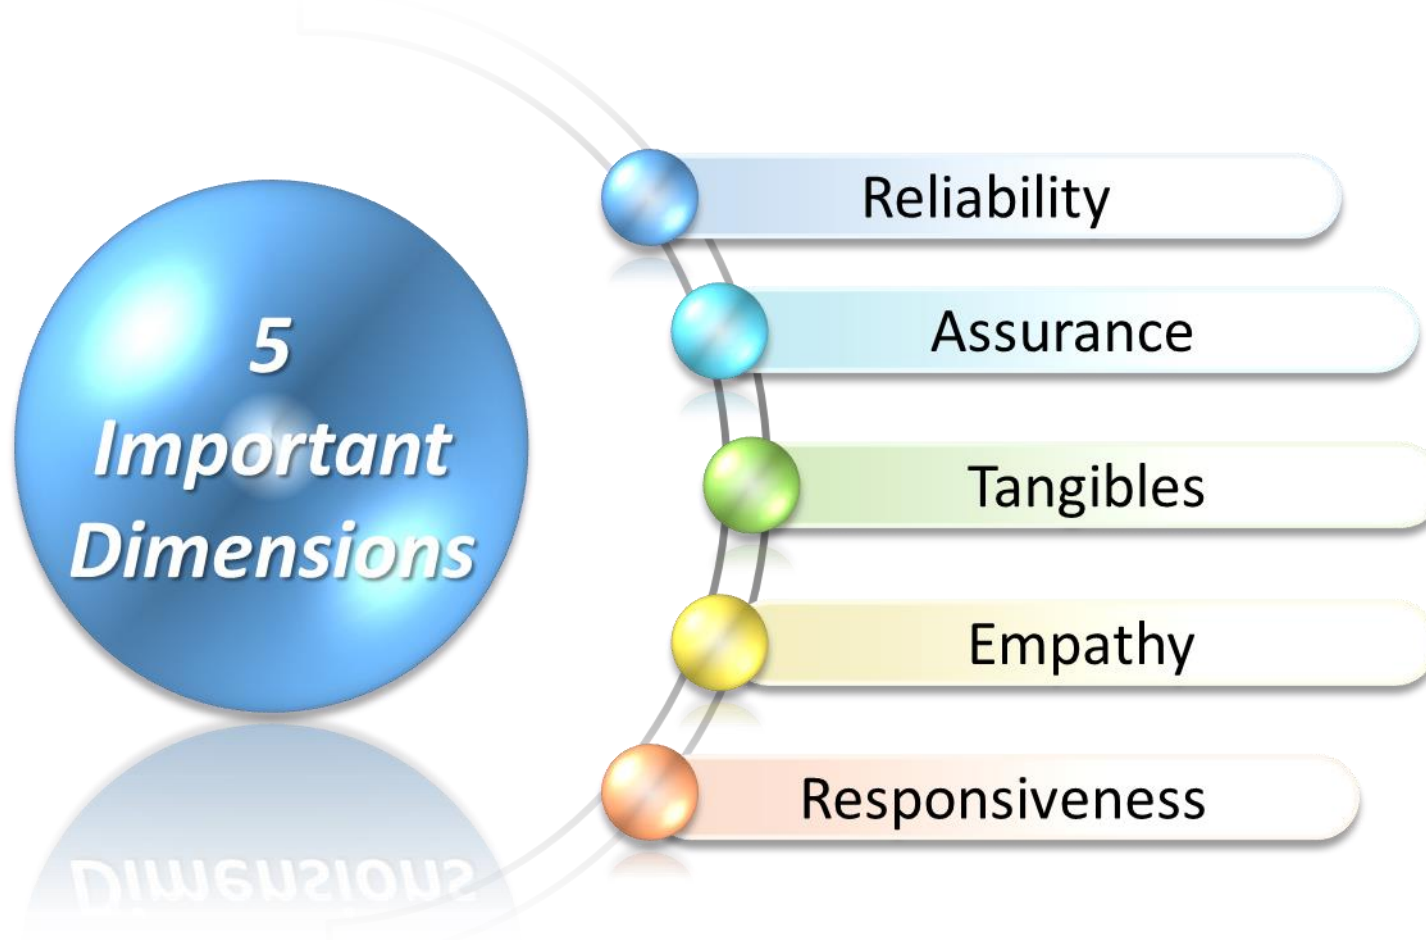 5
Important
Dimensions
Reliability
Assurance
Tangibles
Empathy
Responsiveness